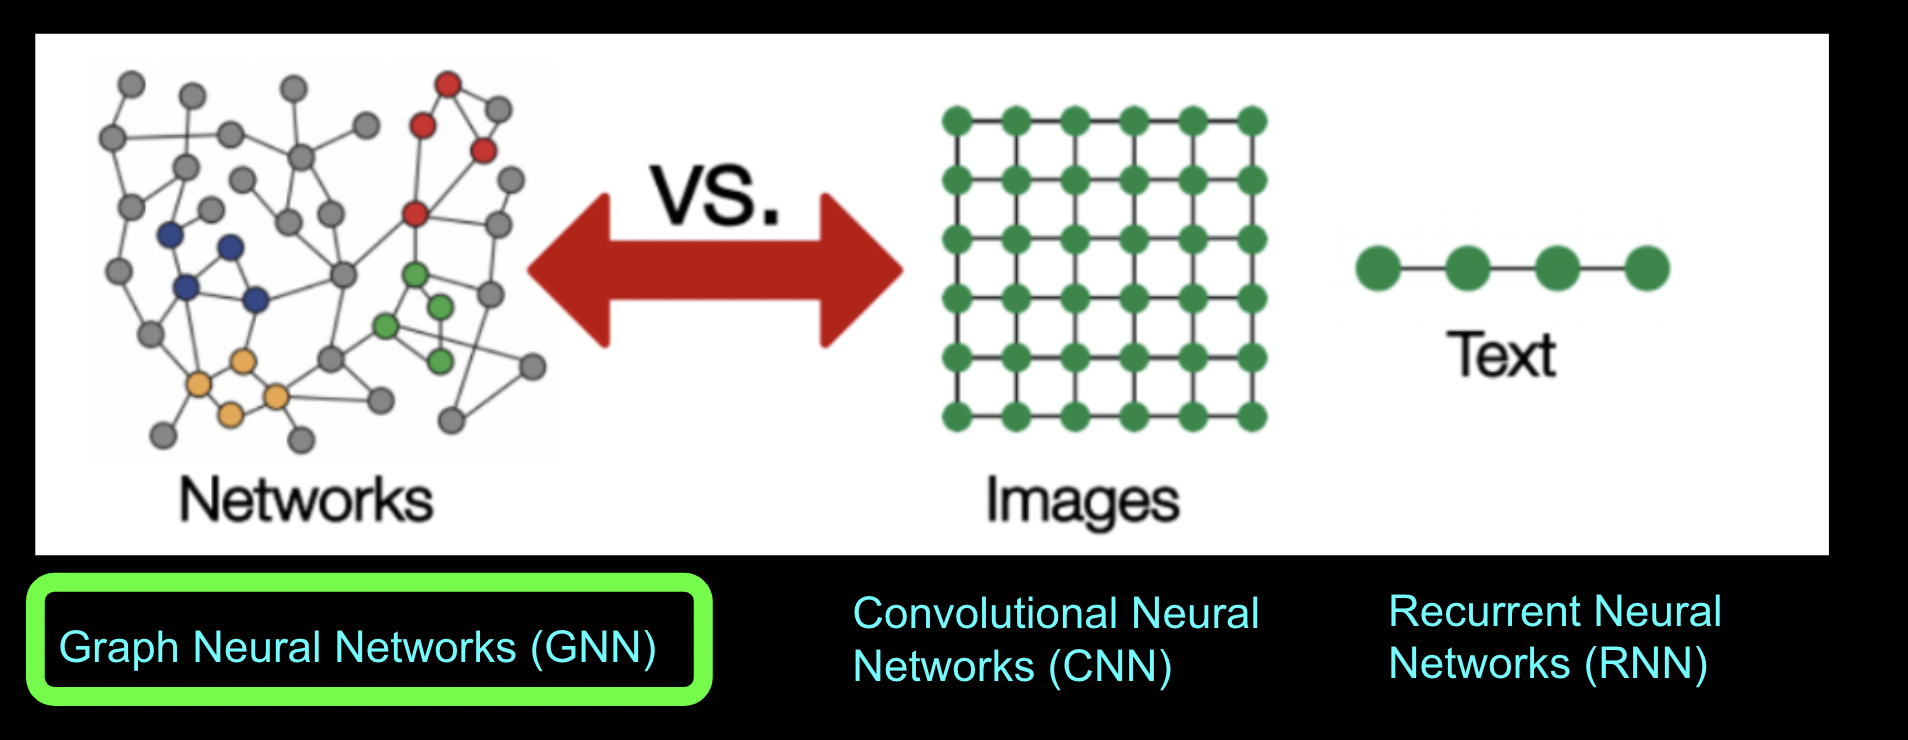 vs.
Networks
Images
Text
Graph Neural Networks (GNN)
Convolutional Neural
Networks (CNN)
Recurrent Neural
Networks (RNN)